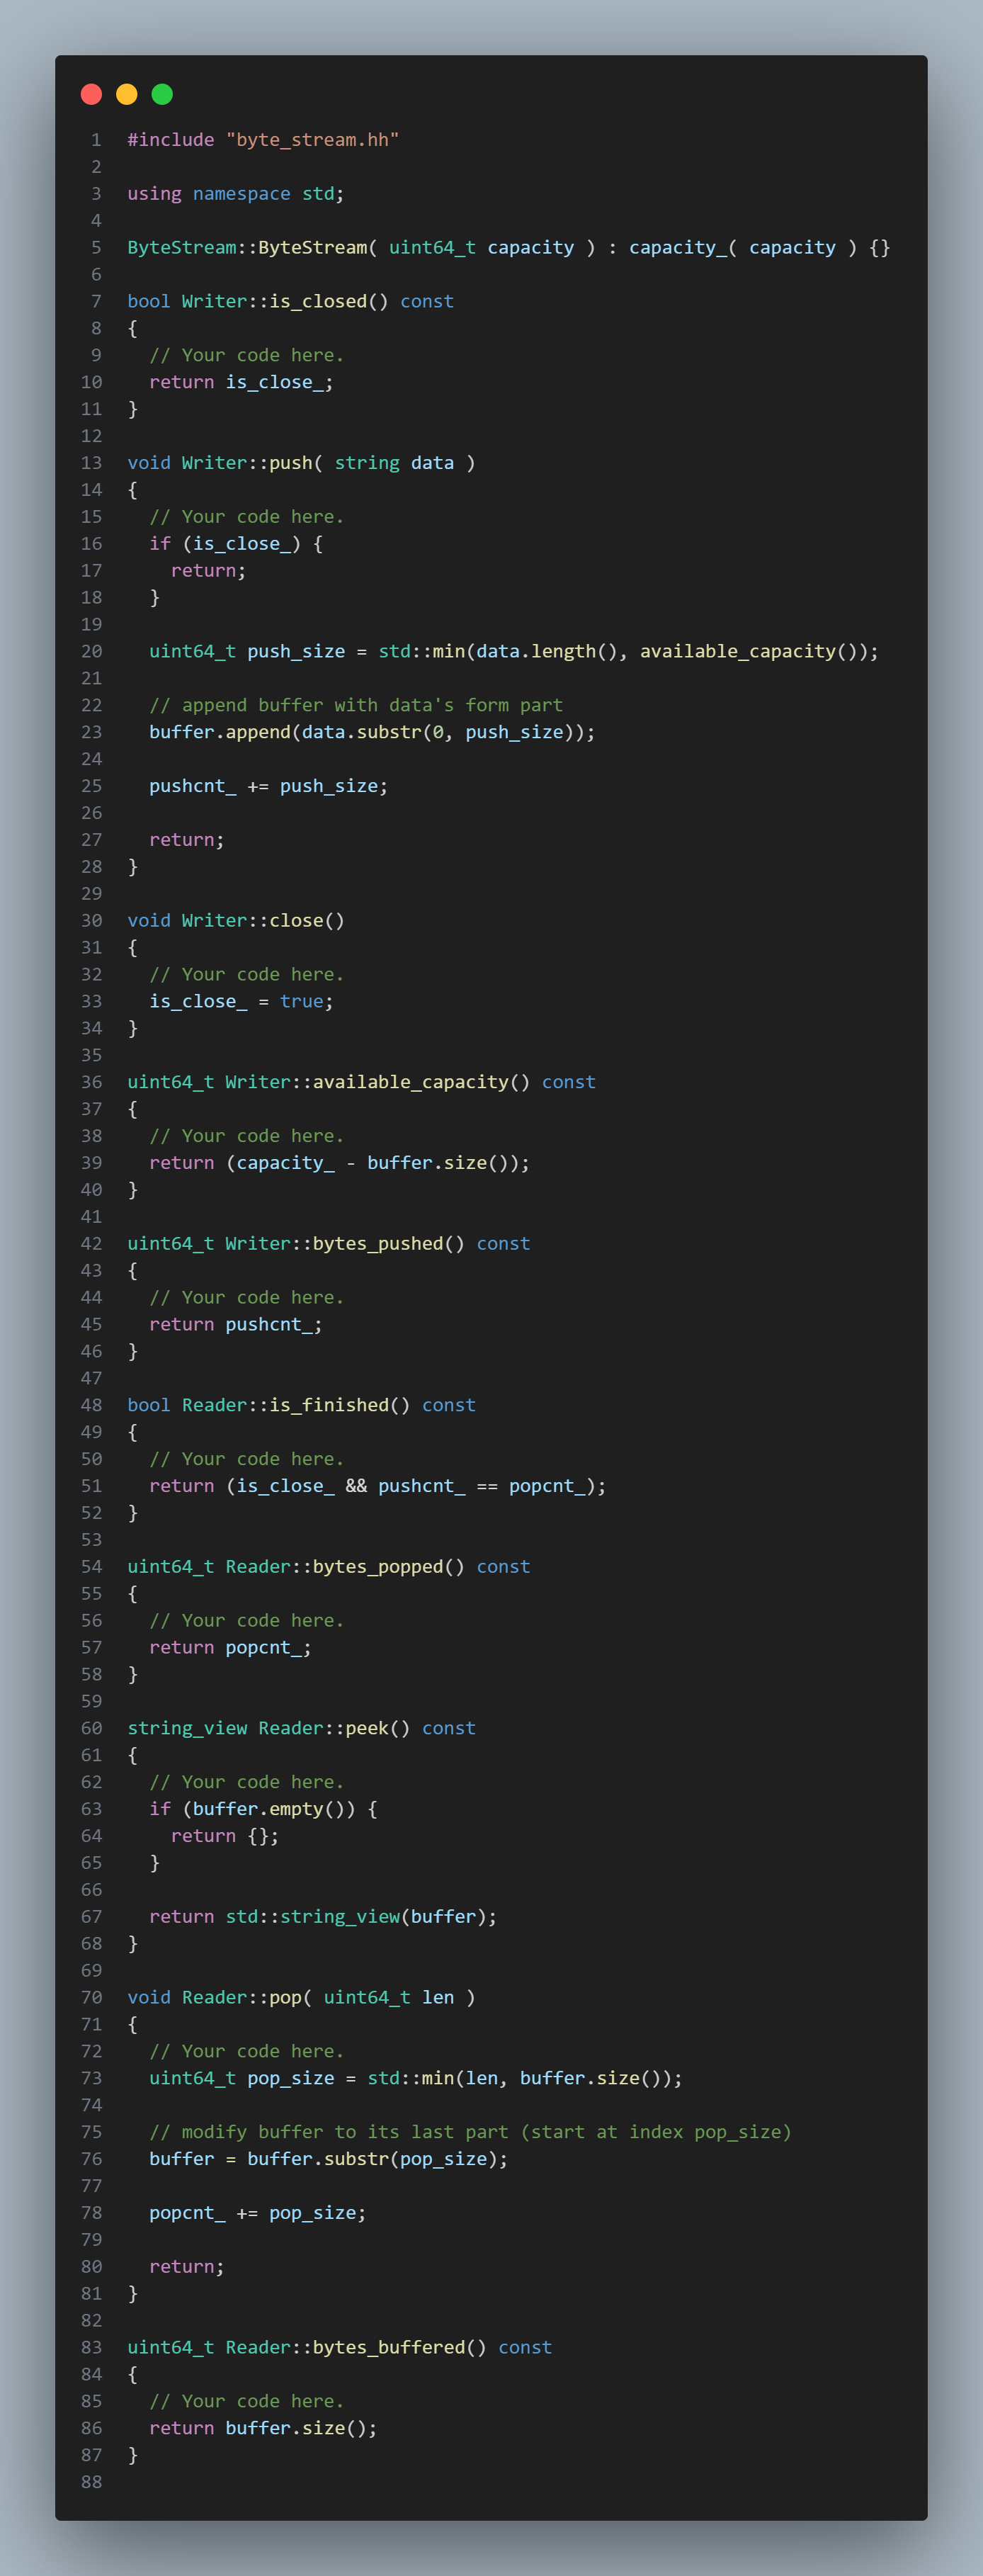 1 #include "byte_stream.hh"
2
3 using namespace std;
4
5 ByteStream::ByteStream( uint64_t capacity ) : capacity_( capacity ) {}
6
7 bool Writer::is_closed() const
8 {
9   // Your code here.
10   return is_close_;
11 }
12
13 void Writer::push( string data )
14 {
15   // Your code here.
16   if (is_close_) {
17     return;
18   }
19
20   uint64_t push_size = std::min(data.length(), available_capacity());
21
22   // append buffer with data's form part
23   buffer.append(data.substr(0, push_size));
24
25   pushcnt_ += push_size;
26
27   return;
28 }
29
30 void Writer::close()
31 {
32   // Your code here.
33   is_close_ = true;
34 }
35
36 uint64_t Writer::available_capacity() const
37 {
38   // Your code here.
39   return (capacity_ - buffer.size());
40 }
41
42 uint64_t Writer::bytes_pushed() const
43 {
44   // Your code here.
45   return pushcnt_;
46 }
47
48 bool Reader::is_finished() const
49 {
50   // Your code here.
51   return (is_close_ && pushcnt_ == popcnt_);
52 }
53
54 uint64_t Reader::bytes_popped() const
55 {
56   // Your code here.
57   return popcnt_;
58 }
59
60 string_view Reader::peek() const
61 {
62   // Your code here.
63   if (buffer.empty()) {
64     return {};
65   }
66
67   return std::string_view(buffer);
68 }
69
70 void Reader::pop( uint64_t len )
71 {
72   // Your code here.
73   uint64_t pop_size = std::min(len, buffer.size());
74
75   // modify buffer to its last part (start at index pop_size)
76   buffer = buffer.substr(pop_size);
77
78   popcnt_ += pop_size;
79
80   return;
81 }
82
83 uint64_t Reader::bytes_buffered() const
84 {
85   // Your code here.
86   return buffer.size();
87 }
88